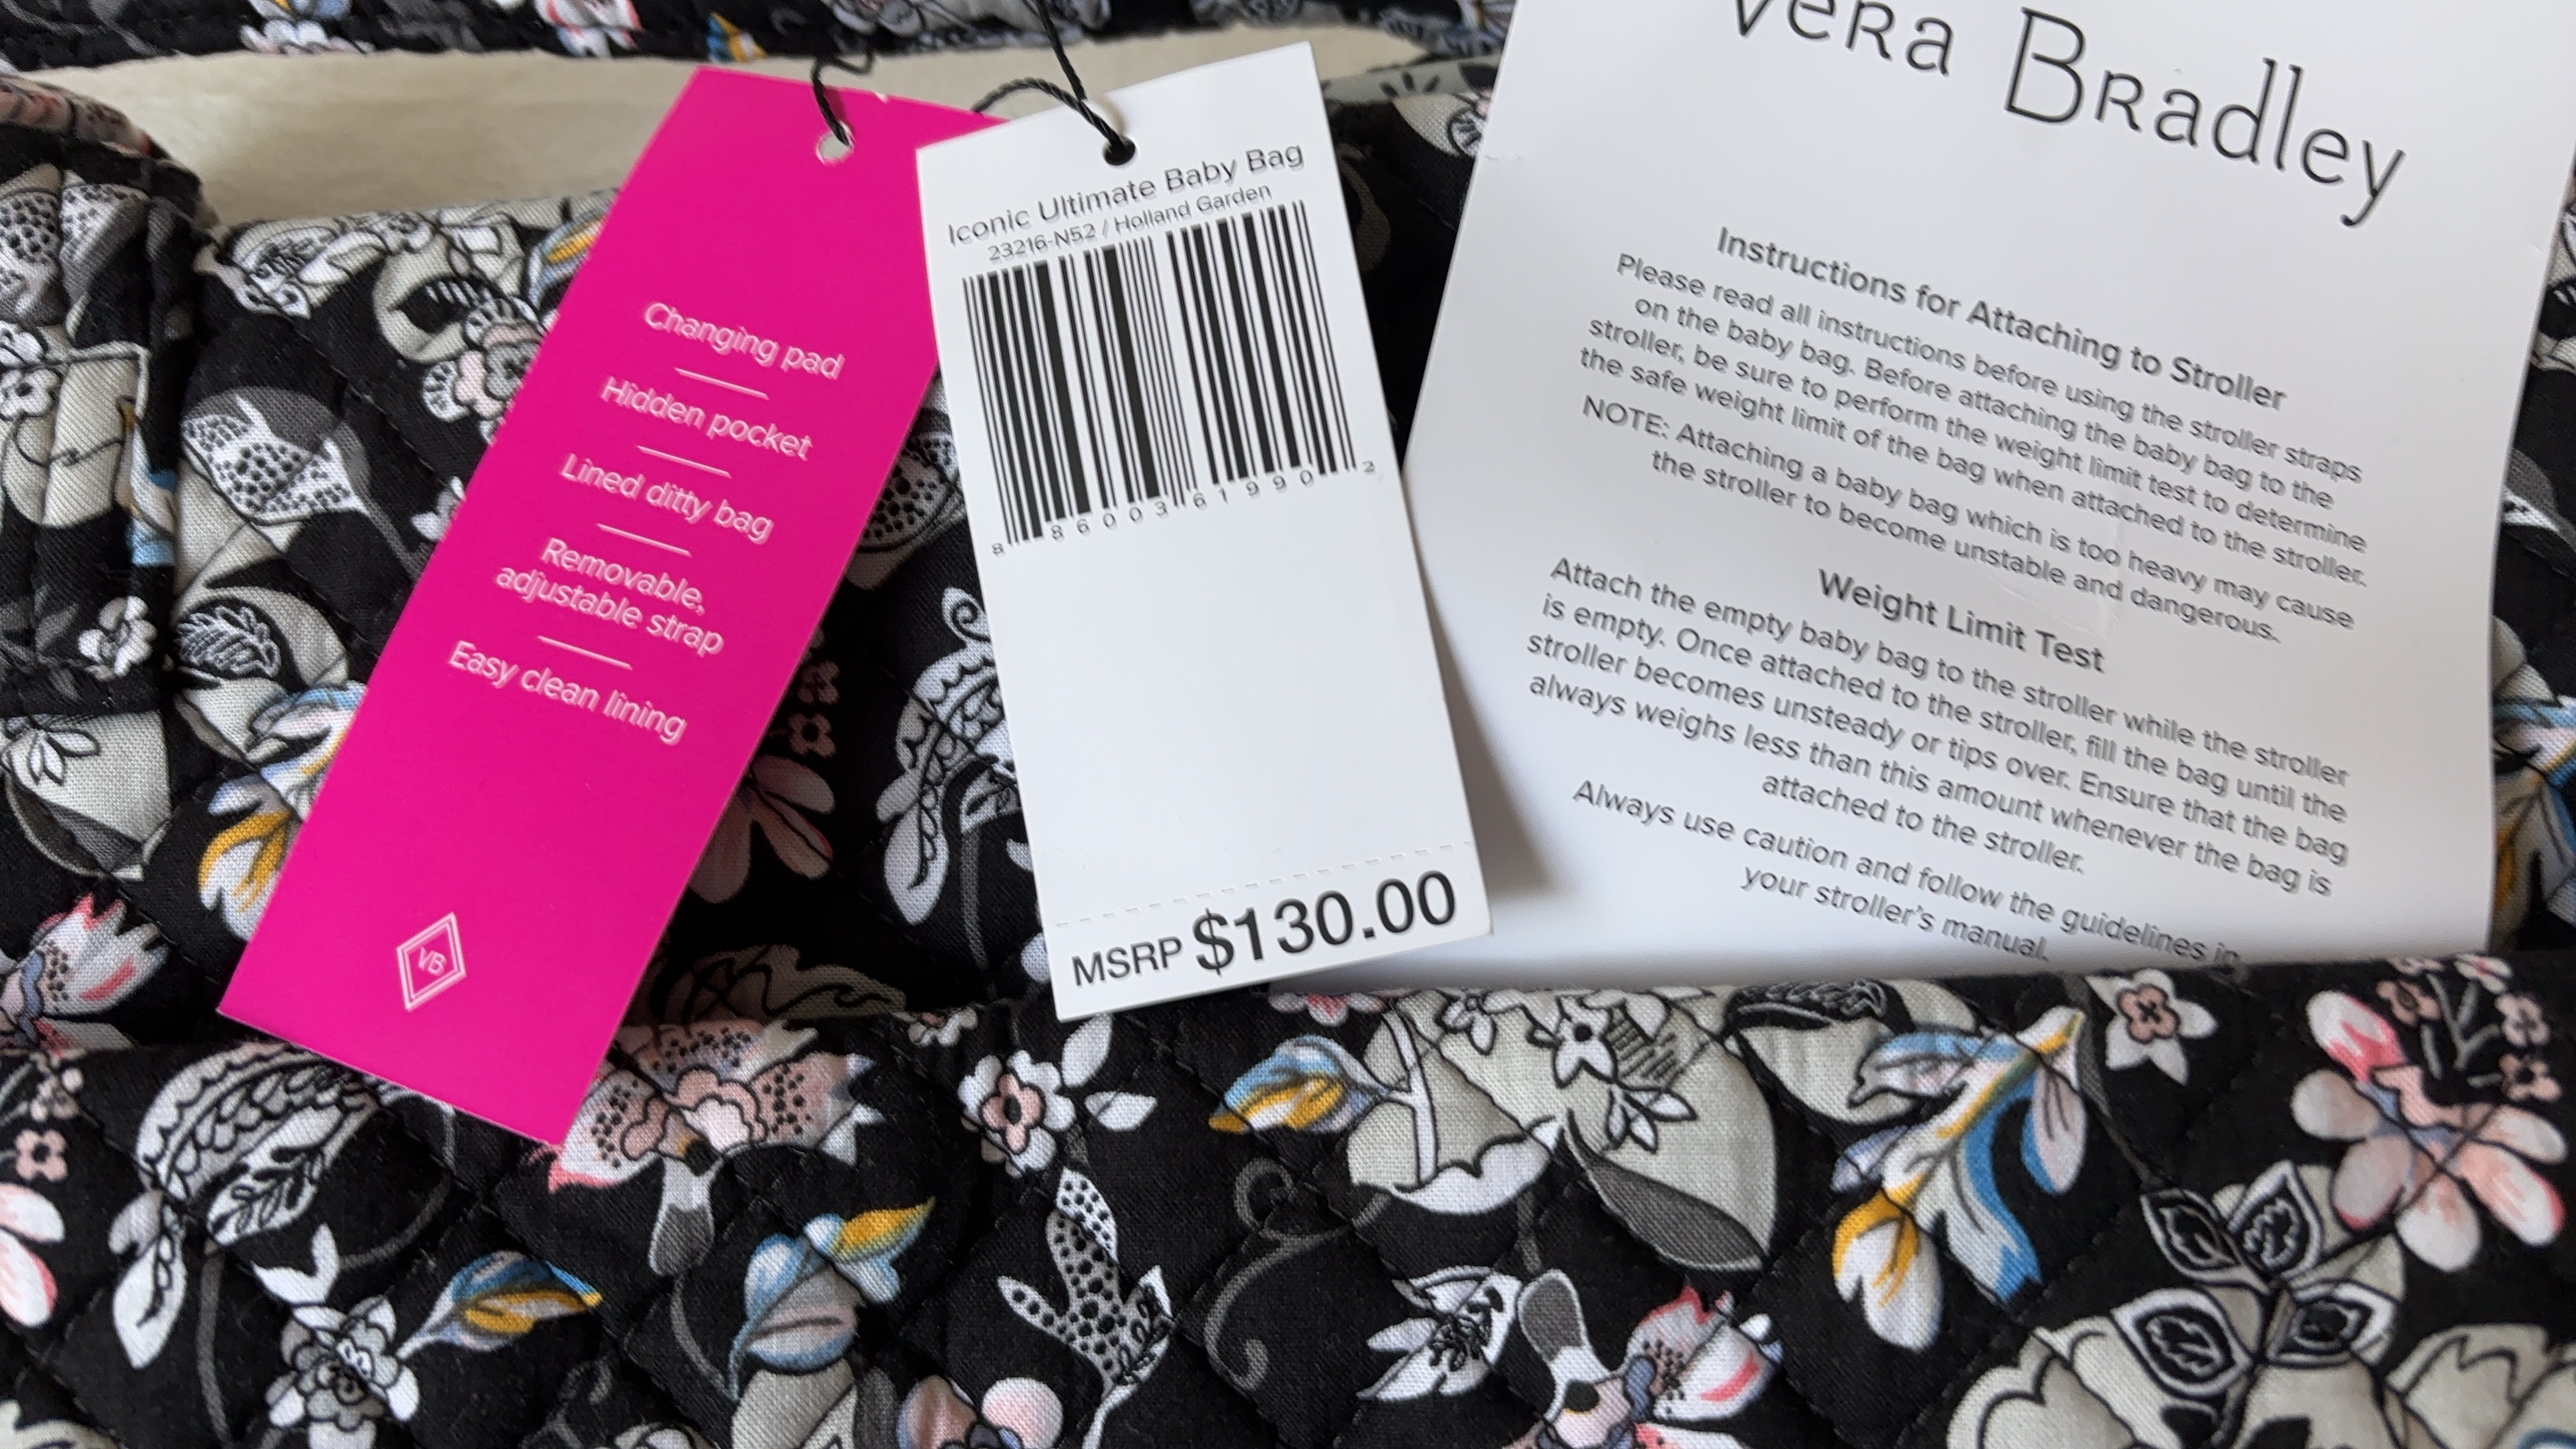 Changing pad
Hidden pocket
Lined ditty bag
Removable,
adjustable strap
Easy clean lining
VB
Iconic Ultimate Baby Bag
23216-N52 / Holland Garden
8 86003 61990 2
MSRP $130.00
Vera Bradley
Instructions for Attaching to Stroller
Please read all instructions before using the stroller straps
on the baby bag. Before attaching the baby bag to the
stroller, be sure to perform the weight limit test to determine
the safe weight limit of the bag when attached to the stroller.
NOTE: Attaching a baby bag which is too heavy may cause
the stroller to become unstable and dangerous.
Weight Limit Test
Attach the empty baby bag to the stroller while the stroller
is empty. Once attached to the stroller, fill the bag until the
stroller becomes unsteady or tips over. Ensure that the bag
always weighs less than this amount whenever the bag is
attached to the stroller.
Always use caution and follow the guidelines in
your stroller's manual.